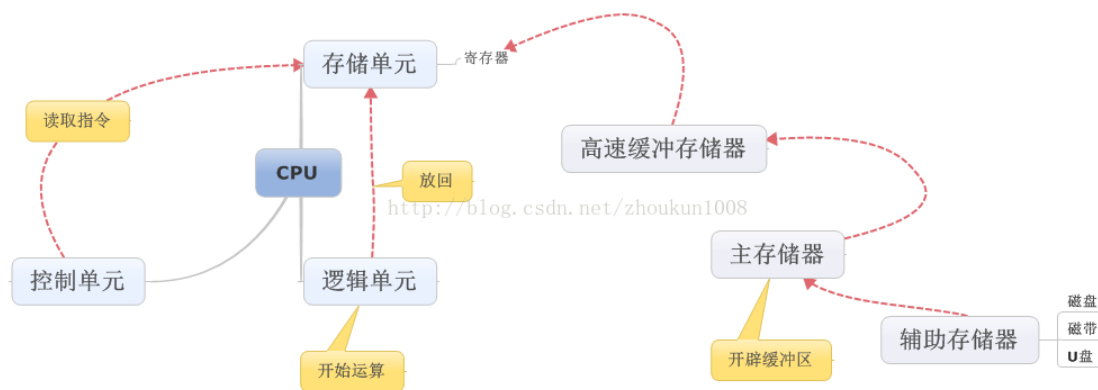 存储单元
寄存器
读取指令
高速缓冲存储器
CPU
放回
http://blog.csdn.net/zhoukun1008
主存储器
控制单元
逻辑单元
磁盘
辅助存储器
磁带
U盘
开始运算
开辟缓冲区